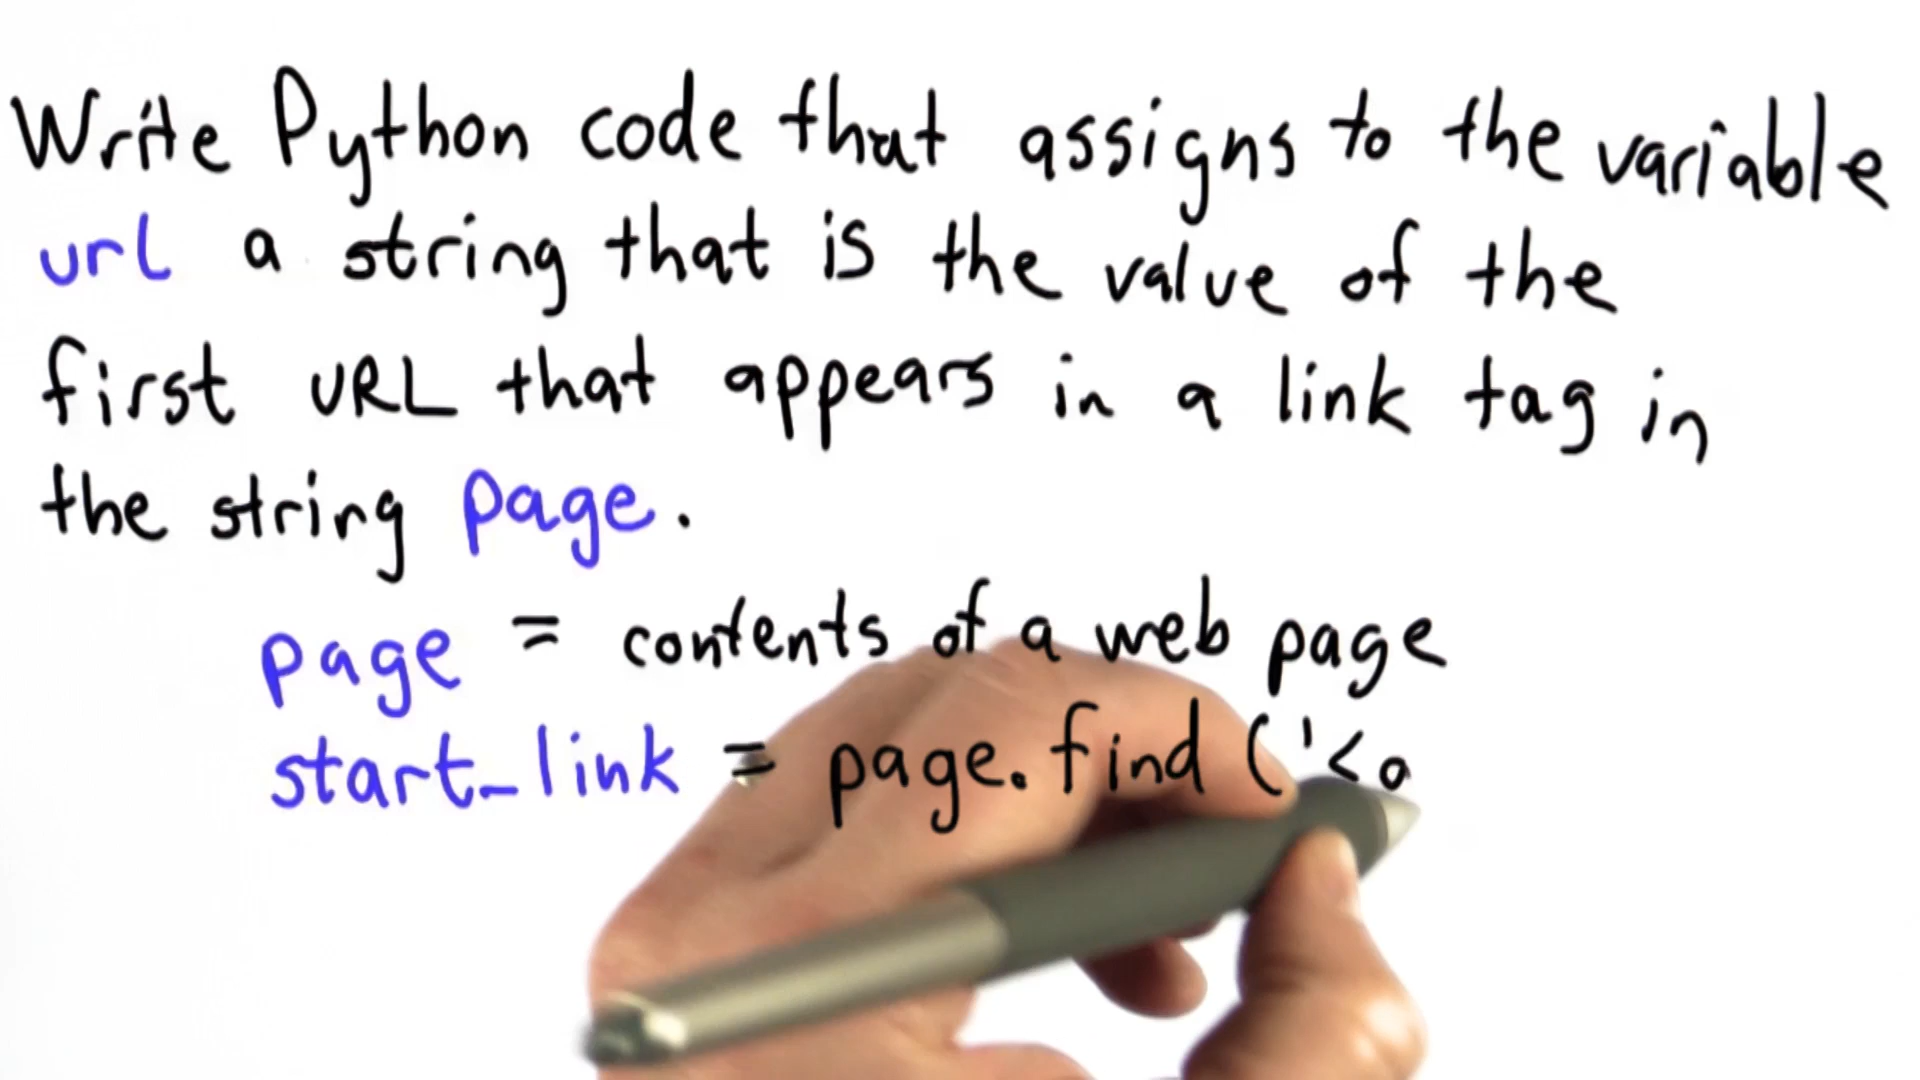 Write Python code that assigns to the variable
url a string that is the value of the
first URL that appears in a link tag in
the string page.
page = contents of a web page
start_link = page.find ('<a